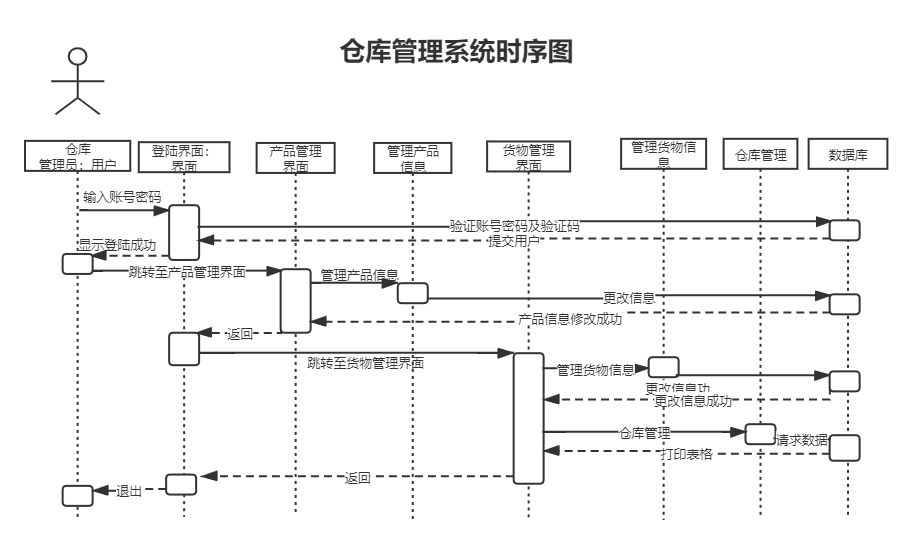 仓库管理系统时序图
仓库
管理员：用户
登陆界面：
界面
产品管理
界面
管理产品
信息
货物管理
界面
管理货物信
息
仓库管理
数据库
输入账号密码
验证账号密码及验证码
提交用户
显示登陆成功
跳转至产品管理界面
管理产品信息
更改信息
产品信息修改成功
返回
跳转至货物管理界面
管理货物信息
更改信息功
更改信息成功
仓库管理
请求数据
打印表格
返回
退出